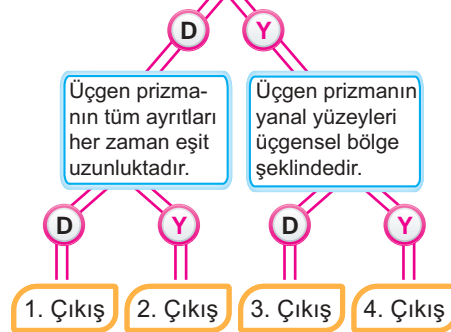 D Y
Üçgen prizma-
nın tüm ayrıtları
her zaman eşit
uzunluktadır.
Üçgen prizmanın
yanal yüzeyleri
üçgensel bölge
şeklindedir.
D Y D Y
1. Çıkış 2. Çıkış 3. Çıkış 4. Çıkış